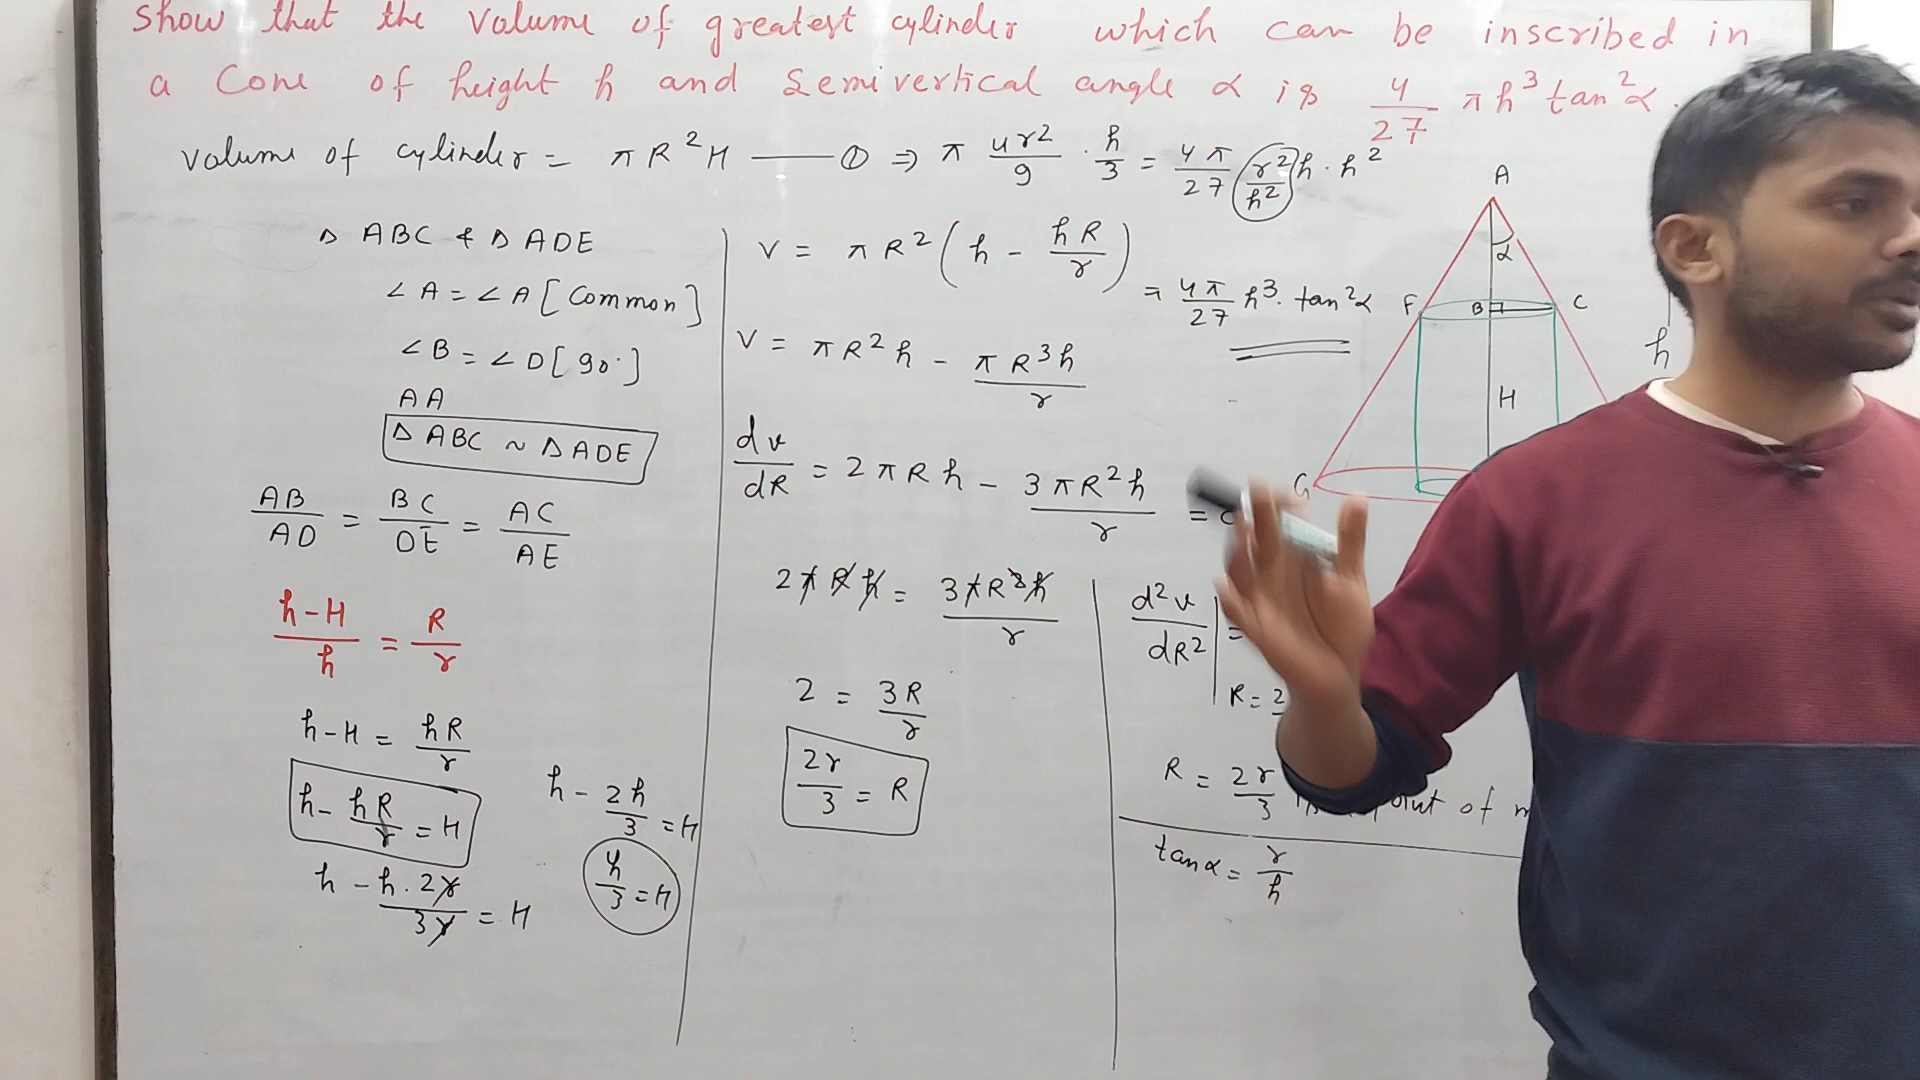 Show that the volume of greatest cylinder which can be inscribed in
a Cone of height h and Semivertical angle α is 4/27 πh³tan²α.
Volume of cylinder = πR²H —— ① ⇒ π 4r²/9 · h/3 = 4π/27 (r²/h²) h·h²
= 4π/27 h³·tan²α
Δ ABC & Δ ADE
∠A = ∠A [Common]
∠B = ∠D [90°]
AA
Δ ABC ~ Δ ADE
AB/AD = BC/DE = AC/AE
h-H/h = R/r
h-H = hR/r
h - hR/r = H
h - h.2r/3r = H
h - 2h/3 = H
h/3 = H
V = πR²(h - hR/r)
V = πR²h - πR³h/r
dv/dR = 2πRh - 3πR²h/r =
2πRh = 3πR²h/r
2 = 3R/r
2r/3 = R
d²v/dR² | =
R = 2
R = 2r/3 point of m
tanα = r/h
A
α
F
B
C
h
H
G